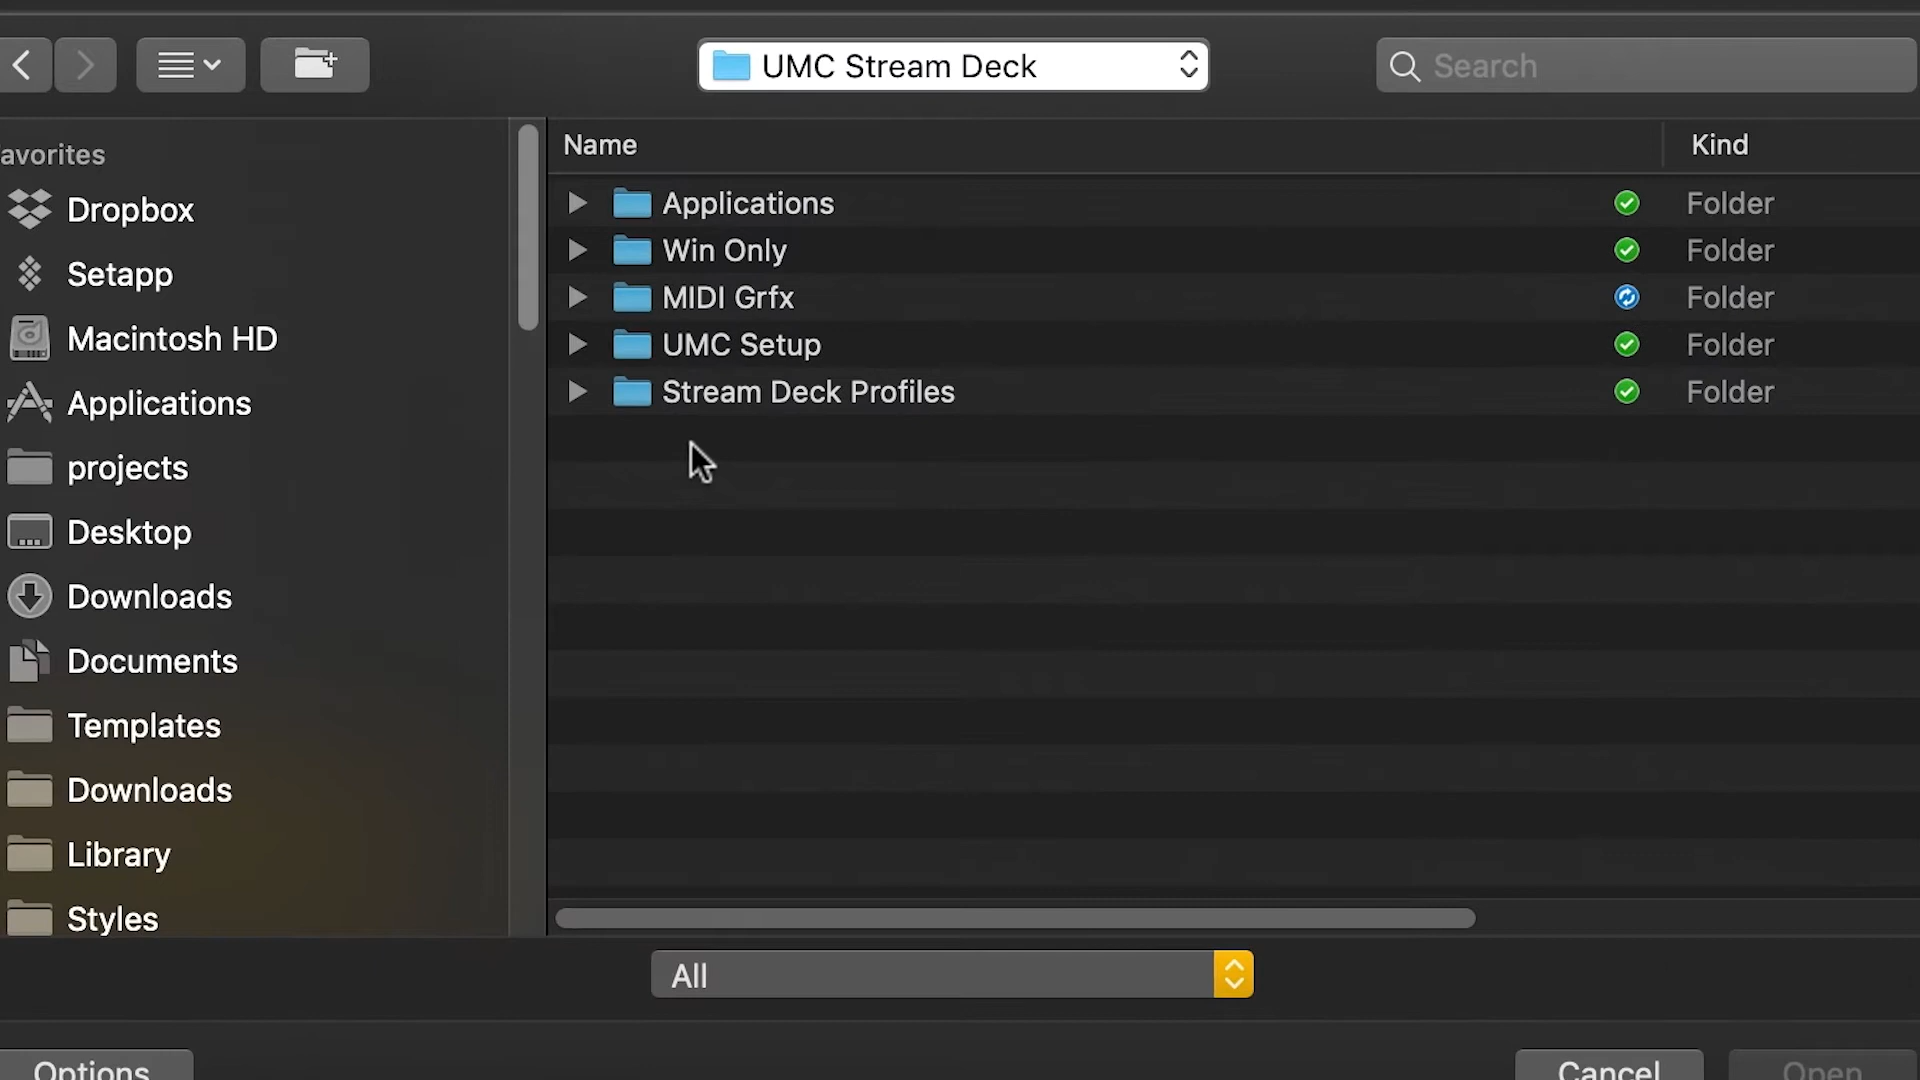 UMC Stream Deck
Search
avorites
Dropbox
Setapp
Macintosh HD
Applications
projects
Desktop
Downloads
Documents
Templates
Downloads
Library
Styles
Name
Kind
Applications
Folder
Win Only
Folder
MIDI Grfx
Folder
UMC Setup
Folder
Stream Deck Profiles
Folder
All
Options
Cancel
Open